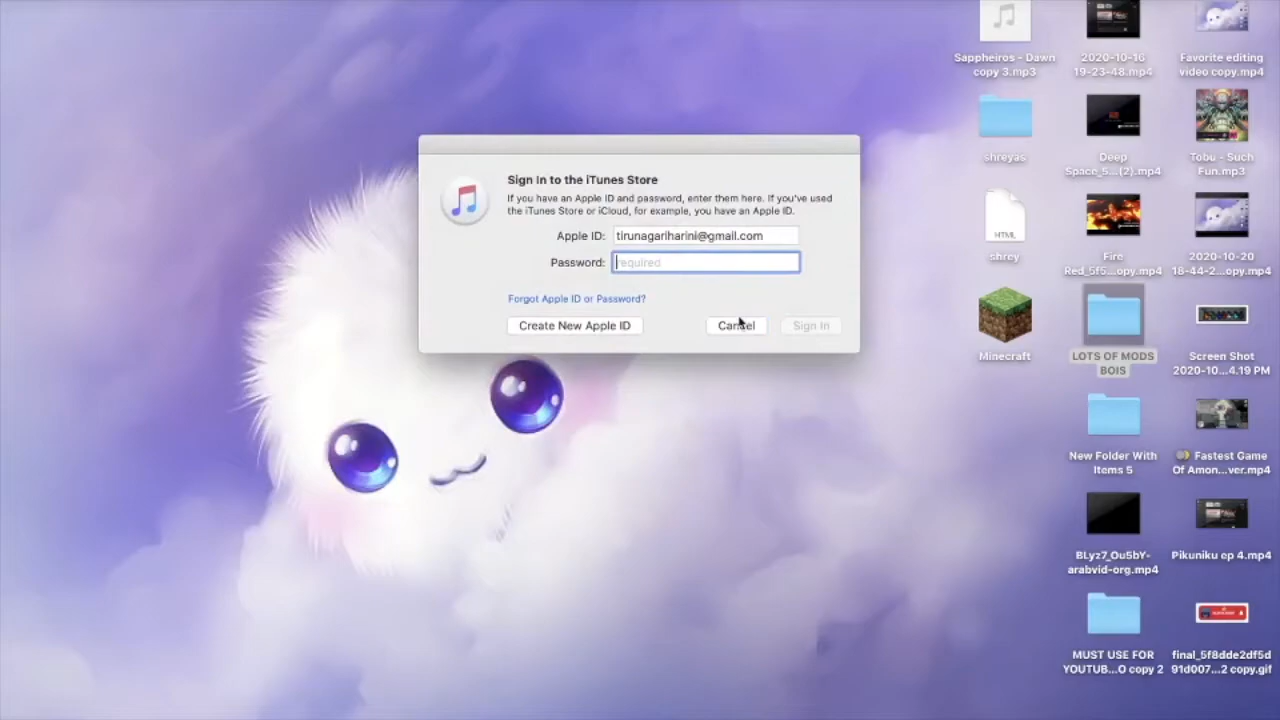 Sign In to the iTunes Store
If you have an Apple ID and password, enter them here. If you've used
the iTunes Store or iCloud, for example, you have an Apple ID.
Apple ID: tirunagariharini@gmail.com
Password: required
Forgot Apple ID or Password?
Create New Apple ID
Cancel
Sign In
Sappheiros - Dawn
copy 3.mp3
2020-10-16
19-23-48.mp4
Favorite editing
video copy.mp4
shreyas
Deep
Space_5...(2).mp4
Tobu - Such
Fun.mp3
HTML
shrey
Fire
Red_5f5...opy.mp4
2020-10-20
18-44-2...opy.mp4
Minecraft
LOTS OF MODS
BOIS
Screen Shot
2020-10...4.19 PM
New Folder With
Items 5
Fastest Game
Of Amon...ver.mp4
BLyz7_Ou5bY-
arabvid-org.mp4
Pikuniku ep 4.mp4
MUST USE FOR
YOUTUB...O copy 2
final_5f8dde2df5d
91d007...2 copy.gif